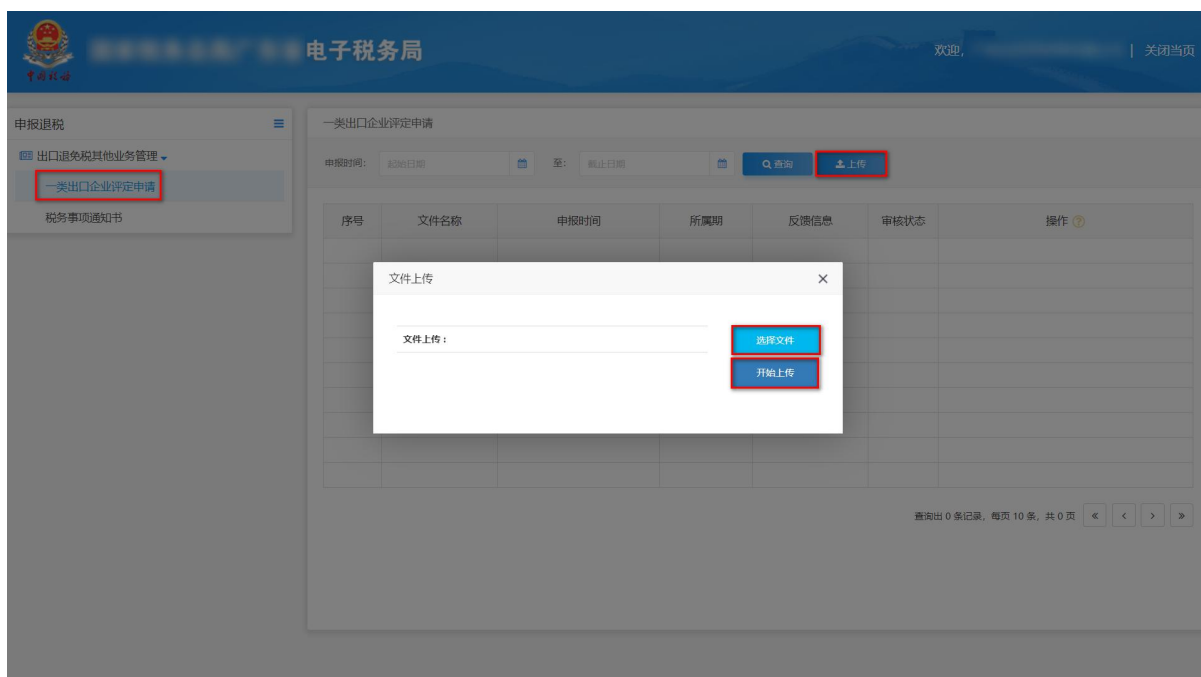 电子税务局
欢迎,
| 关闭当页
中国税务
申报退税
出口退免税其他业务管理
一类出口企业评定申请
税务事项通知书
一类出口企业评定申请
申报时间: 起始日期 至: 截止日期 查询 上传
序号 文件名称 申报时间 所属期 反馈信息 审核状态 操作
文件上传 ×
文件上传: 选择文件
开始上传
查询出 0 条记录, 每页 10 条, 共 0 页 « < > »